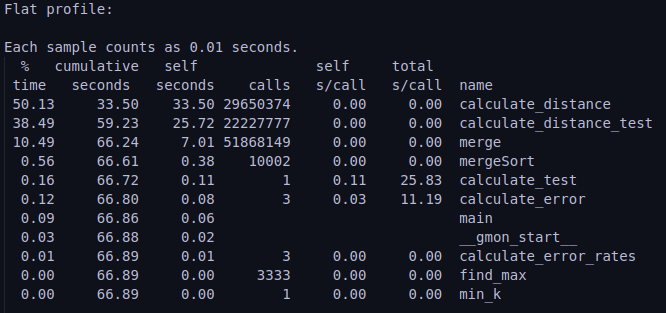 Flat profile:

Each sample counts as 0.01 seconds.
  %   cumulative   self              self     total
 time   seconds   seconds    calls   s/call   s/call  name
50.13     33.50    33.50 29650374     0.00     0.00  calculate_distance
38.49     59.23    25.72 22227777     0.00     0.00  calculate_distance_test
10.49     66.24     7.01 51868149     0.00     0.00  merge
 0.56     66.61     0.38    10002     0.00     0.00  mergeSort
 0.16     66.72     0.11        1     0.11    25.83  calculate_test
 0.12     66.80     0.08        3     0.03    11.19  calculate_error
 0.09     66.86     0.06                             main
 0.03     66.88     0.02                             __gmon_start__
 0.01     66.89     0.01        3     0.00     0.00  calculate_error_rates
 0.00     66.89     0.00     3333     0.00     0.00  find_max
 0.00     66.89     0.00        1     0.00     0.00  min_k